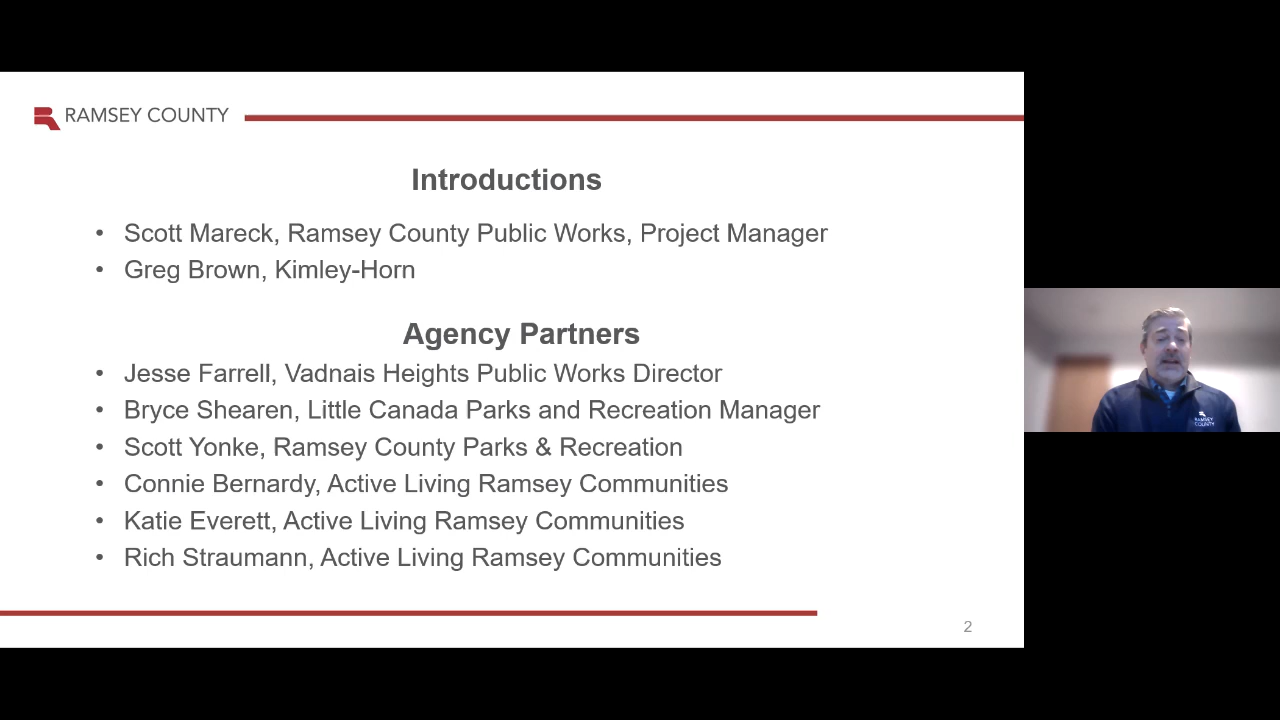 RAMSEY COUNTY
Introductions
• Scott Mareck, Ramsey County Public Works, Project Manager
• Greg Brown, Kimley-Horn
Agency Partners
• Jesse Farrell, Vadnais Heights Public Works Director
• Bryce Shearen, Little Canada Parks and Recreation Manager
• Scott Yonke, Ramsey County Parks & Recreation
• Connie Bernardy, Active Living Ramsey Communities
• Katie Everett, Active Living Ramsey Communities
• Rich Straumann, Active Living Ramsey Communities
2
RAMSEY
COUNTY